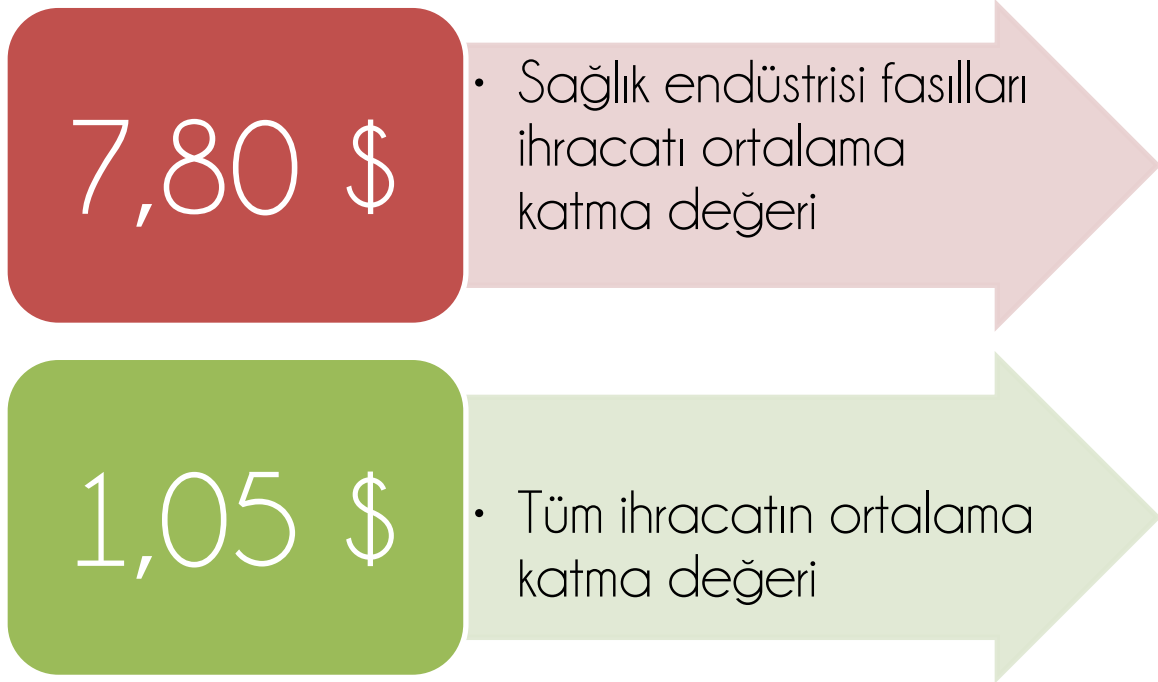 7,80 $
• Sağlık endüstrisi fasılları
ihracatı ortalama
katma değeri
1,05 $
• Tüm ihracatın ortalama
katma değeri